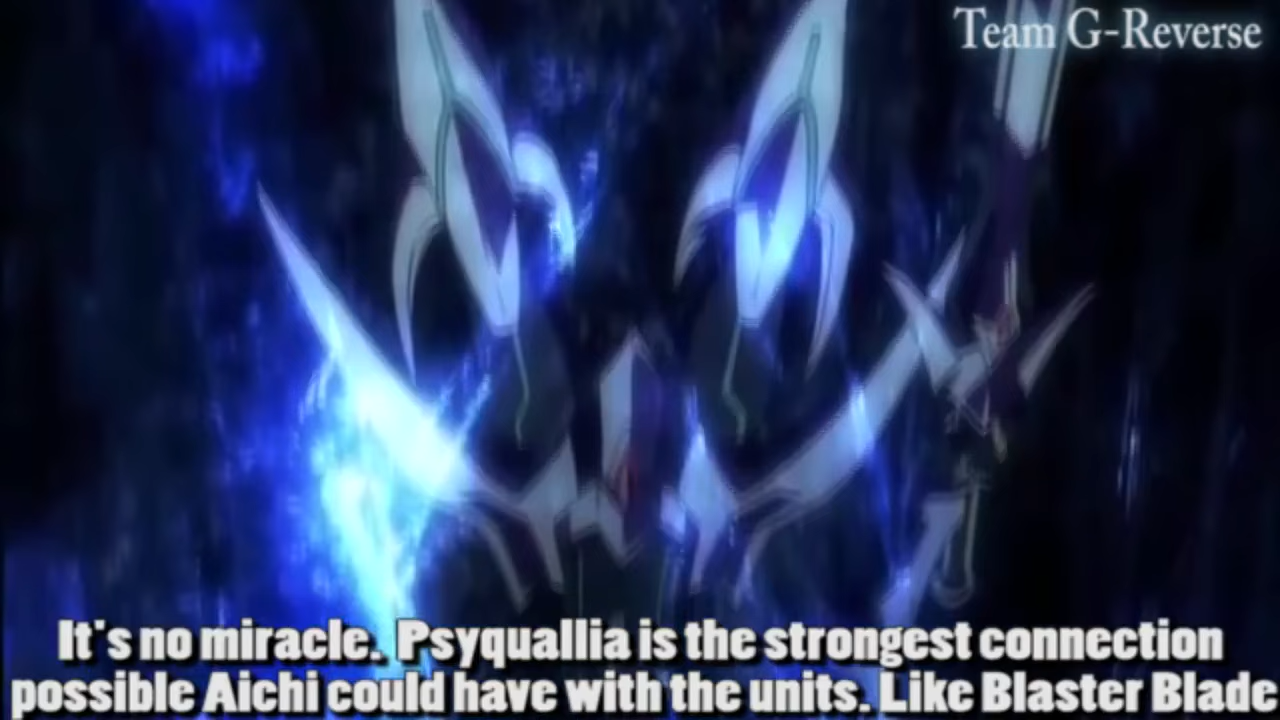 Team G-Reverse
It's no miracle. Psyquallia is the strongest connection
possible Aichi could have with the units. Like Blaster Blade